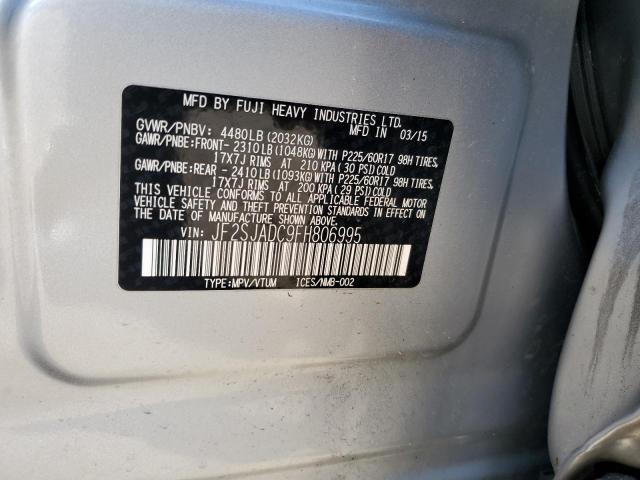 MFD BY FUJI HEAVY INDUSTRIES LTD.
GVWR/PNBV: 4480LB (2032KG) MFD IN 03/15
GAWR/PNBE:FRONT- 2310LB(1048KG) WITH P225/60R17 98H TIRES,
17X7J RIMS AT 210 KPA ( 30 PSI) COLD
GAWR/PNBE:REAR - 2410LB(1093KG) WITH P225/60R17 98H TIRES,
17X7J RIMS AT 200 KPA ( 29 PSI) COLD
THIS VEHICLE CONFORMS TO ALL APPLICABLE FEDERAL MOTOR
VEHICLE SAFETY,BUMPER, AND THEFT PREVENTION STANDARDS
IN EFFECT ON THE DATE OF MANUFACTURE SHOWN ABOVE.
VIN: JF2SJADC9FH806995
TYPE:MPV/VTUM ICES/NMB-002